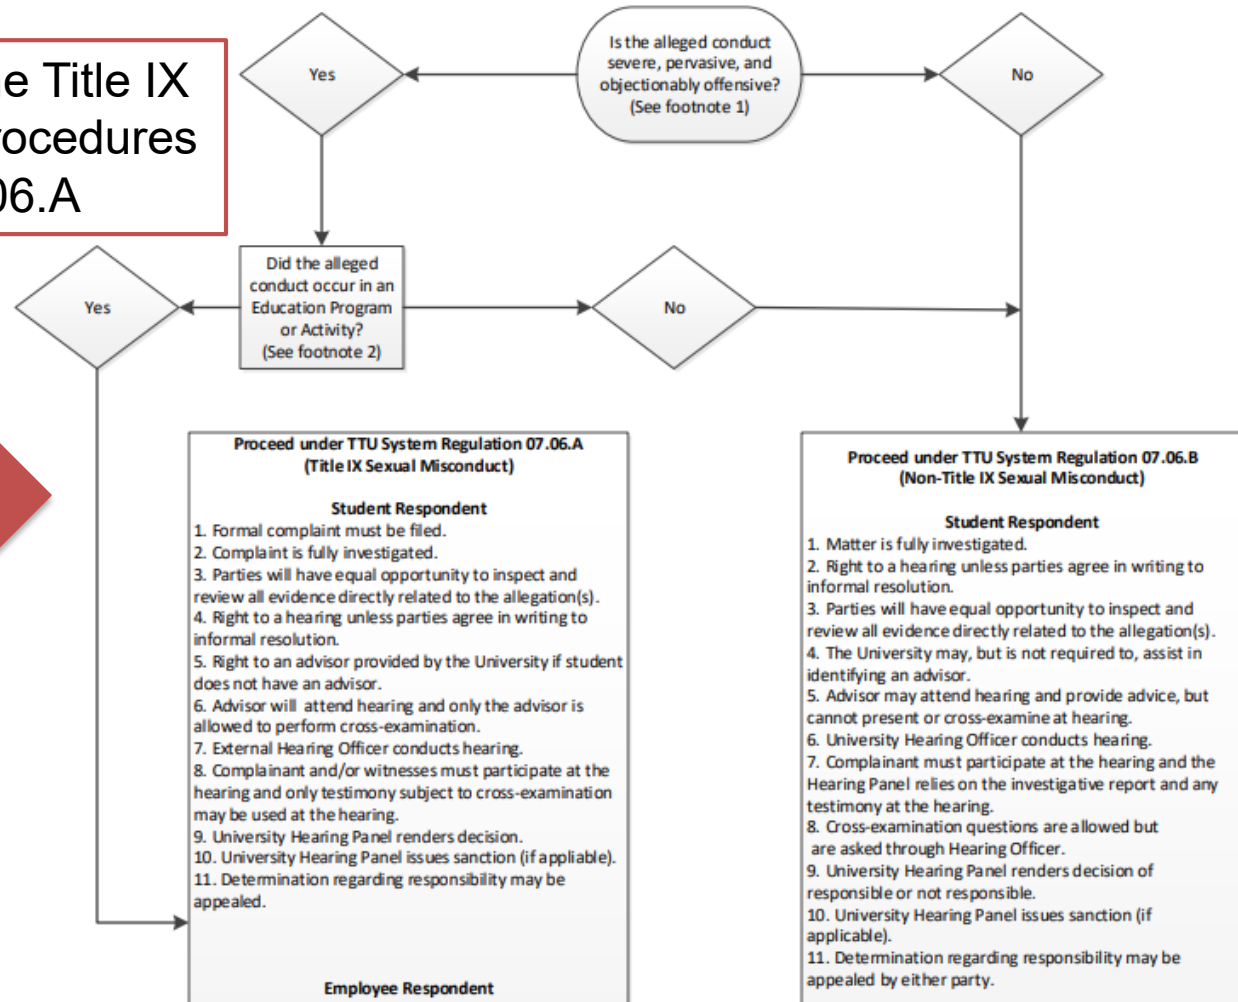 Is the alleged conduct
severe, pervasive, and
objectionably offensive?
(See footnote 1)
Yes
No
e Title IX
rocedures
06.A
Did the alleged
conduct occur in an
Education Program
or Activity?
(See footnote 2)
Yes
No
Proceed under TTU System Regulation 07.06.A
(Title IX Sexual Misconduct)
Student Respondent
1. Formal complaint must be filed.
2. Complaint is fully investigated.
3. Parties will have equal opportunity to inspect and
review all evidence directly related to the allegation(s).
4. Right to a hearing unless parties agree in writing to
informal resolution.
5. Right to an advisor provided by the University if student
does not have an advisor.
6. Advisor will attend hearing and only the advisor is
allowed to perform cross-examination.
7. External Hearing Officer conducts hearing.
8. Complainant and/or witnesses must participate at the
hearing and only testimony subject to cross-examination
may be used at the hearing.
9. University Hearing Panel renders decision.
10. University Hearing Panel issues sanction (if appliable).
11. Determination regarding responsibility may be
appealed.
Employee Respondent
Proceed under TTU System Regulation 07.06.B
(Non-Title IX Sexual Misconduct)
Student Respondent
1. Matter is fully investigated.
2. Right to a hearing unless parties agree in writing to
informal resolution.
3. Parties will have equal opportunity to inspect and
review all evidence directly related to the allegation(s).
4. The University may, but is not required to, assist in
identifying an advisor.
5. Advisor may attend hearing and provide advice, but
cannot present or cross-examine at hearing.
6. University Hearing Officer conducts hearing.
7. Complainant must participate at the hearing and the
Hearing Panel relies on the investigative report and any
testimony at the hearing.
8. Cross-examination questions are allowed but
are asked through Hearing Officer.
9. University Hearing Panel renders decision of
responsible or not responsible.
10. University Hearing Panel issues sanction (if
applicable).
11. Determination regarding responsibility may be
appealed by either party.